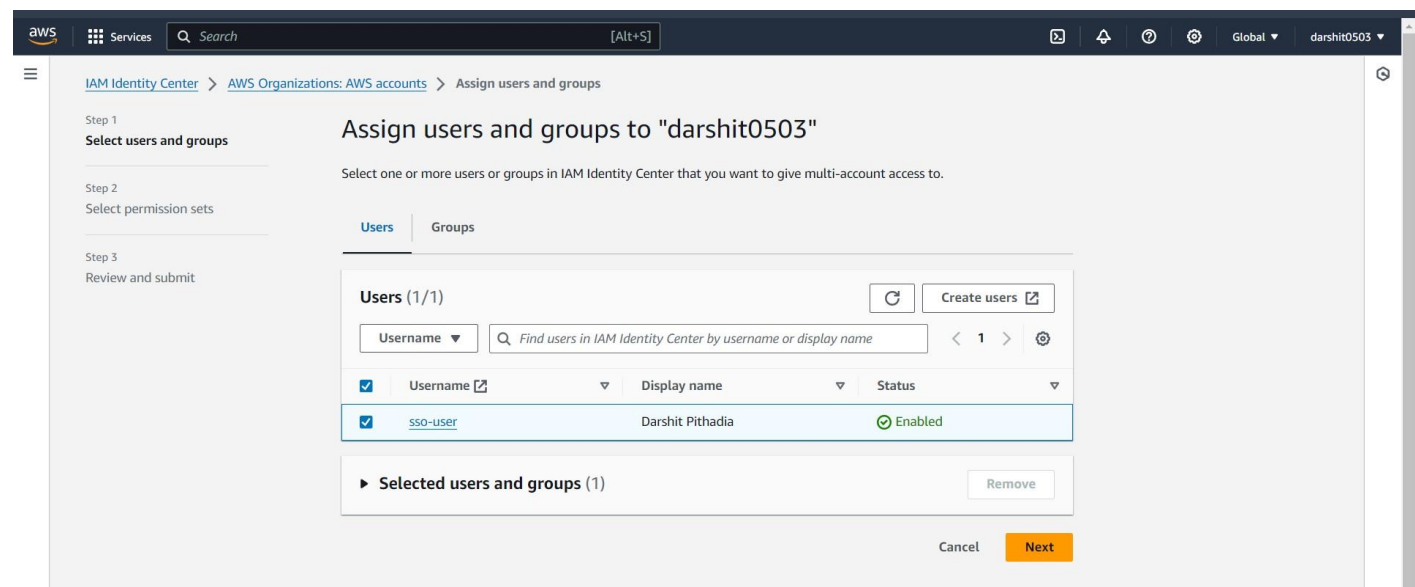 aws Services Search [Alt+S] Global darshit0503
IAM Identity Center > AWS Organizations: AWS accounts > Assign users and groups
Step 1
Select users and groups
Step 2
Select permission sets
Step 3
Review and submit
Assign users and groups to "darshit0503"
Select one or more users or groups in IAM Identity Center that you want to give multi-account access to.
Users Groups
Users (1/1) Create users
Username Find users in IAM Identity Center by username or display name < 1 >
Username Display name Status
sso-user Darshit Pithadia Enabled
Selected users and groups (1) Remove
Cancel Next